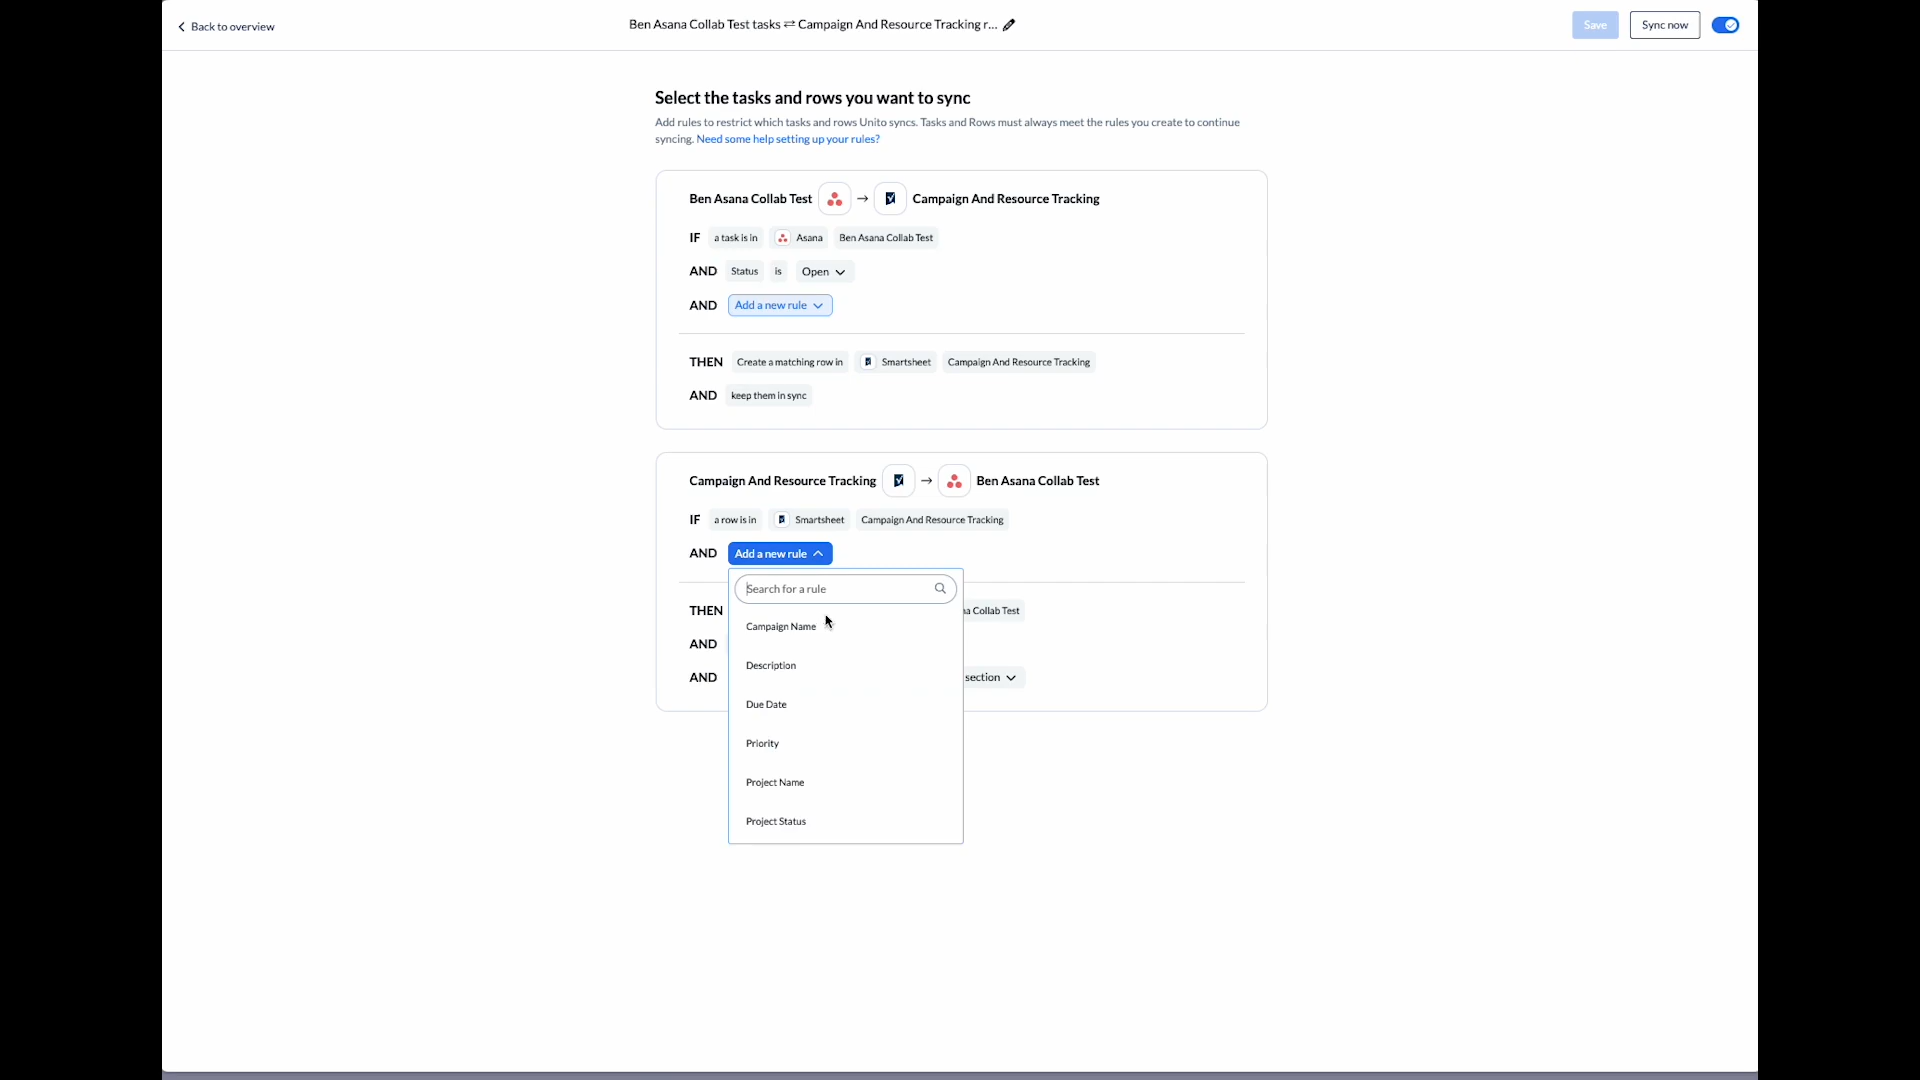 Back to overview
Ben Asana Collab Test tasks ⇄ Campaign And Resource Tracking r...
Save
Sync now
Select the tasks and rows you want to sync
Add rules to restrict which tasks and rows Unito syncs. Tasks and Rows must always meet the rules you create to continue
syncing. Need some help setting up your rules?
Ben Asana Collab Test → Campaign And Resource Tracking
IF a task is in Asana Ben Asana Collab Test
AND Status is Open
AND Add a new rule
THEN Create a matching row in Smartsheet Campaign And Resource Tracking
AND keep them in sync
Campaign And Resource Tracking → Ben Asana Collab Test
IF a row is in Smartsheet Campaign And Resource Tracking
AND Add a new rule
Search for a rule
THEN Collab Test
Campaign Name
AND
Description
AND section
Due Date
Priority
Project Name
Project Status